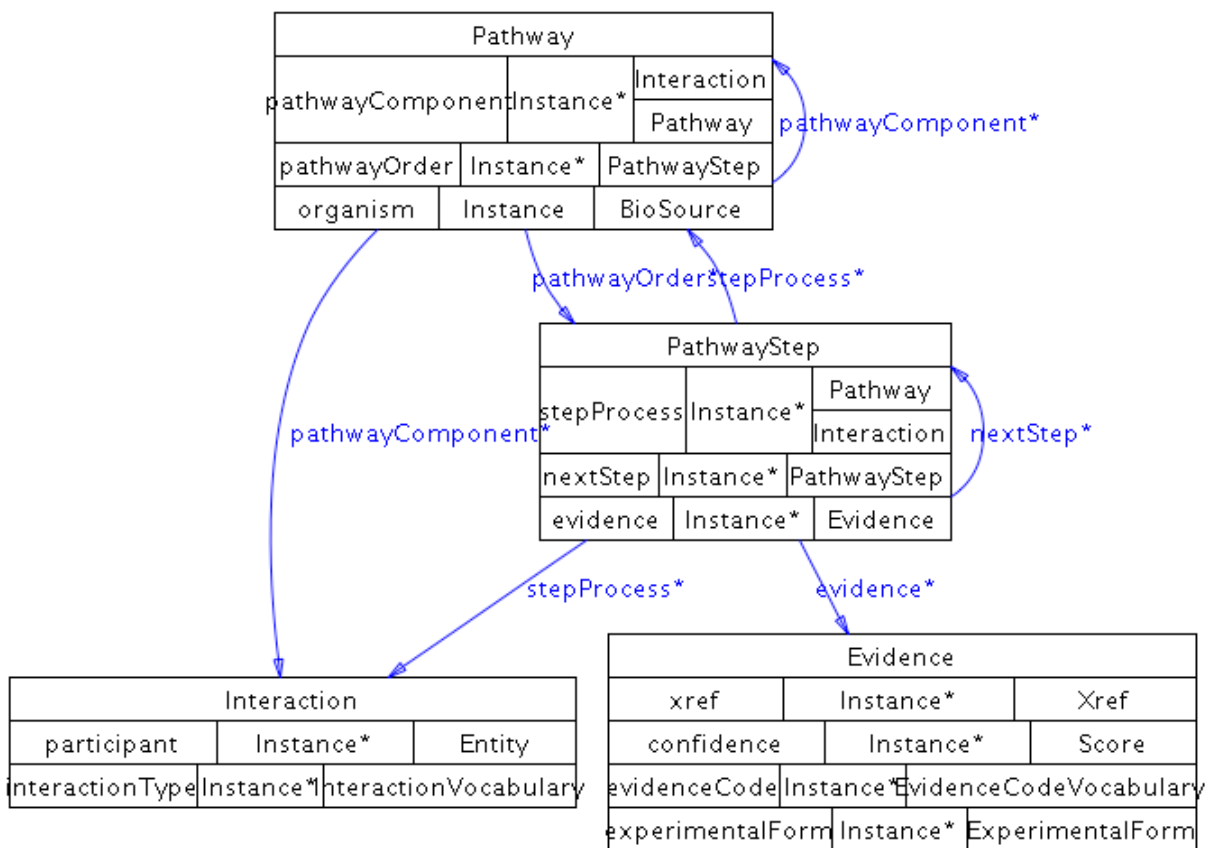 Pathway
pathwayComponent Instance* Interaction
Pathway
pathwayComponent*
pathwayOrder Instance* PathwayStep
organism Instance BioSource
pathwayOrder* stepProcess*
PathwayStep
stepProcess Instance* Pathway
Interaction
pathwayComponent*
nextStep*
nextStep Instance* PathwayStep
evidence Instance* Evidence
stepProcess* evidence*
Evidence
Interaction
xref Instance* Xref
participant Instance* Entity
confidence Instance* Score
interactionType Instance* InteractionVocabulary
evidenceCode Instance* EvidenceCodeVocabulary
experimentalForm Instance* ExperimentalForm